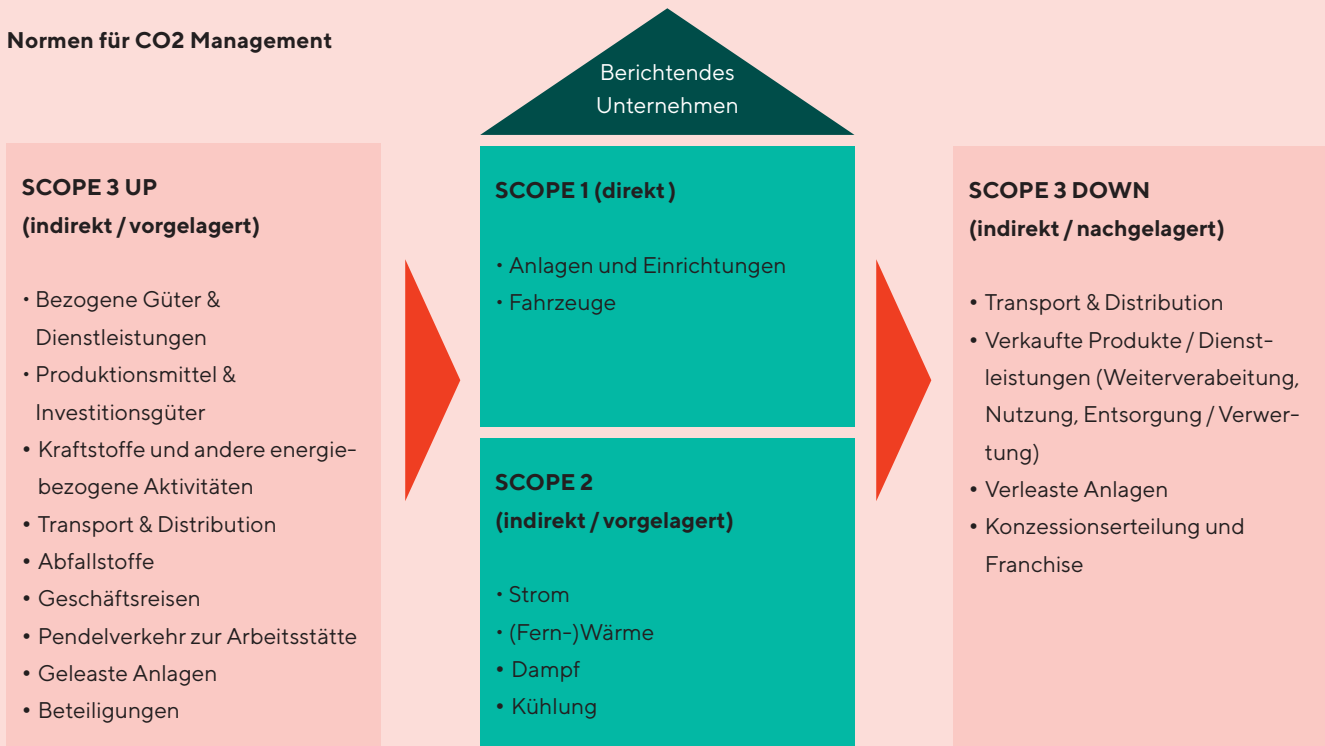 Normen für CO2 Management
Berichtendes
Unternehmen
SCOPE 3 UP
(indirekt / vorgelagert)
• Bezogene Güter &
Dienstleistungen
• Produktionsmittel &
Investitionsgüter
• Kraftstoffe und andere energie-
bezogene Aktivitäten
• Transport & Distribution
• Abfallstoffe
• Geschäftsreisen
• Pendelverkehr zur Arbeitsstätte
• Geleaste Anlagen
• Beteiligungen
SCOPE 1 (direkt )
• Anlagen und Einrichtungen
• Fahrzeuge
SCOPE 2
(indirekt / vorgelagert)
• Strom
• (Fern-)Wärme
• Dampf
• Kühlung
SCOPE 3 DOWN
(indirekt / nachgelagert)
• Transport & Distribution
• Verkaufte Produkte / Dienst-
leistungen (Weiterverabeitung,
Nutzung, Entsorgung / Verwer-
tung)
• Verleaste Anlagen
• Konzessionserteilung und
Franchise